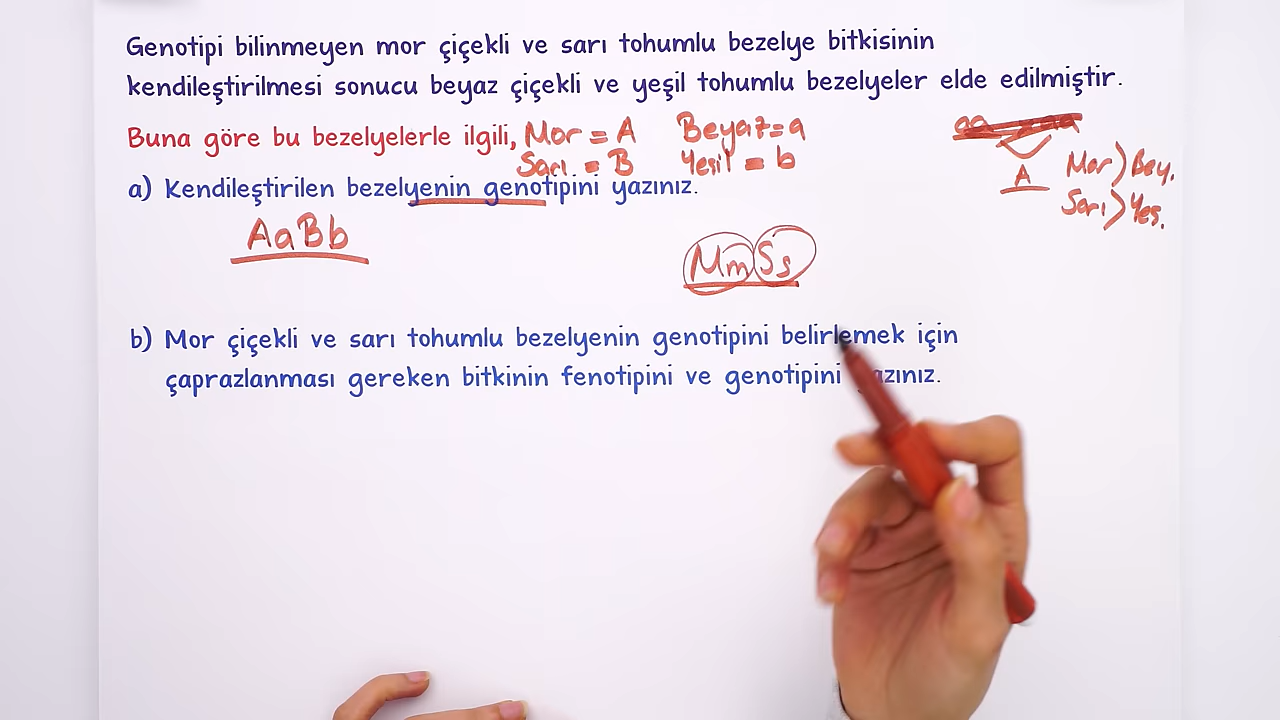 Genotipi bilinmeyen mor çiçekli ve sarı tohumlu bezelye bitkisinin
kendileştirilmesi sonucu beyaz çiçekli ve yeşil tohumlu bezelyeler elde edilmiştir.
Buna göre bu bezelyelerle ilgili, Mor = A Beyaz = a
Sarı = B Yeşil = b
A
Mor > Bey.
Sarı > Yeş.
a) Kendileştirilen bezelyenin genotipini yazınız.
AaBb
MmSs
b) Mor çiçekli ve sarı tohumlu bezelyenin genotipini belirlemek için
çaprazlanması gereken bitkinin fenotipini ve genotipini yazınız.